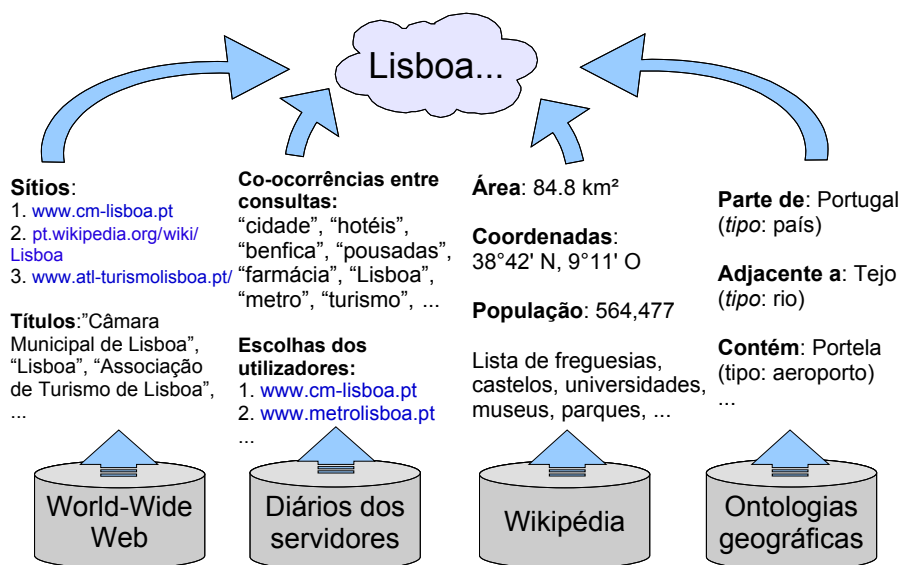 Lisboa...
Sítios:
1. www.cm-lisboa.pt
2. pt.wikipedia.org/wiki/
Lisboa
3. www.atl-turismolisboa.pt/
Títulos:”Câmara
Municipal de Lisboa”,
“Lisboa”, “Associação
de Turismo de Lisboa”,
...
World-Wide
Web
Co-ocorrências entre
consultas:
“cidade”, “hotéis”,
“benfica”, “pousadas”,
“farmácia”, “Lisboa”,
“metro”, “turismo”, ...
Escolhas dos
utilizadores:
1. www.cm-lisboa.pt
2. www.metrolisboa.pt
...
Diários dos
servidores
Área: 84.8 km²
Coordenadas:
38°42' N, 9°11' O
População: 564,477
Lista de freguesias,
castelos, universidades,
museus, parques, ...
Wikipédia
Parte de: Portugal
(tipo: país)
Adjacente a: Tejo
(tipo: rio)
Contém: Portela
(tipo: aeroporto)
...
Ontologias
geográficas